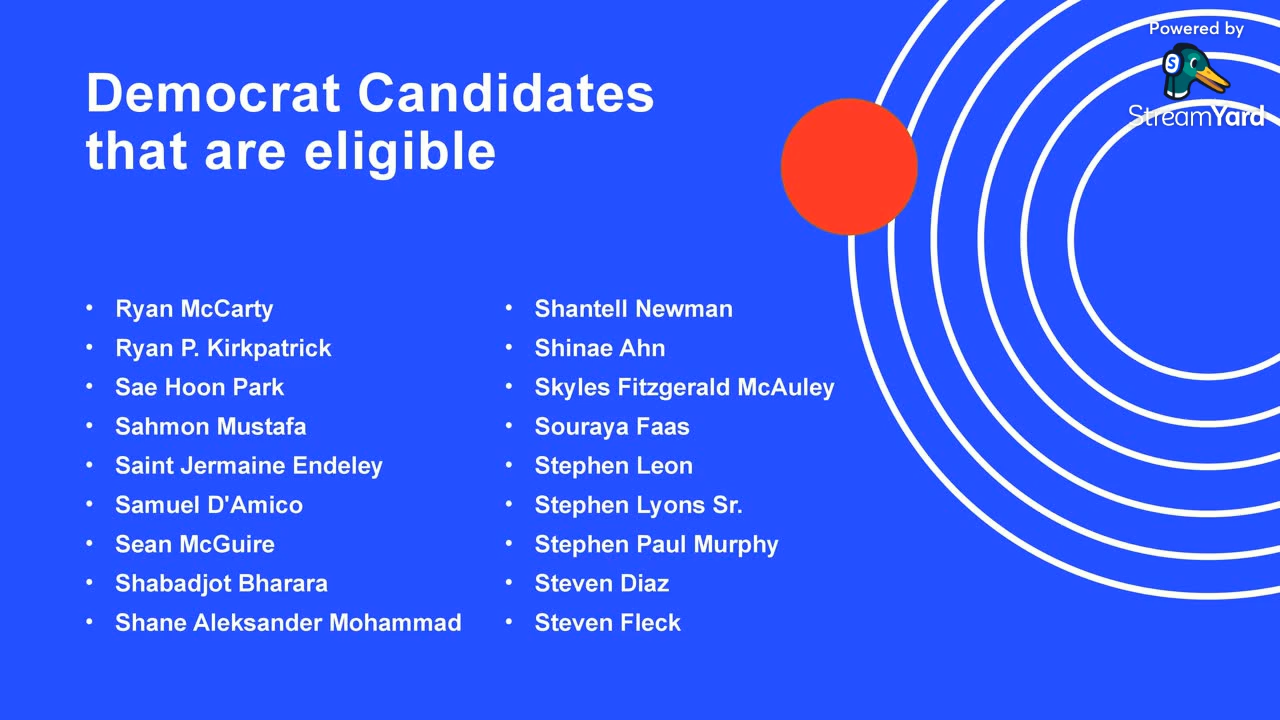 Powered by
StreamYard
Democrat Candidates
that are eligible
• Ryan McCarty
• Ryan P. Kirkpatrick
• Sae Hoon Park
• Sahmon Mustafa
• Saint Jermaine Endeley
• Samuel D'Amico
• Sean McGuire
• Shabadjot Bharara
• Shane Aleksander Mohammad
• Shantell Newman
• Shinae Ahn
• Skyles Fitzgerald McAuley
• Souraya Faas
• Stephen Leon
• Stephen Lyons Sr.
• Stephen Paul Murphy
• Steven Diaz
• Steven Fleck